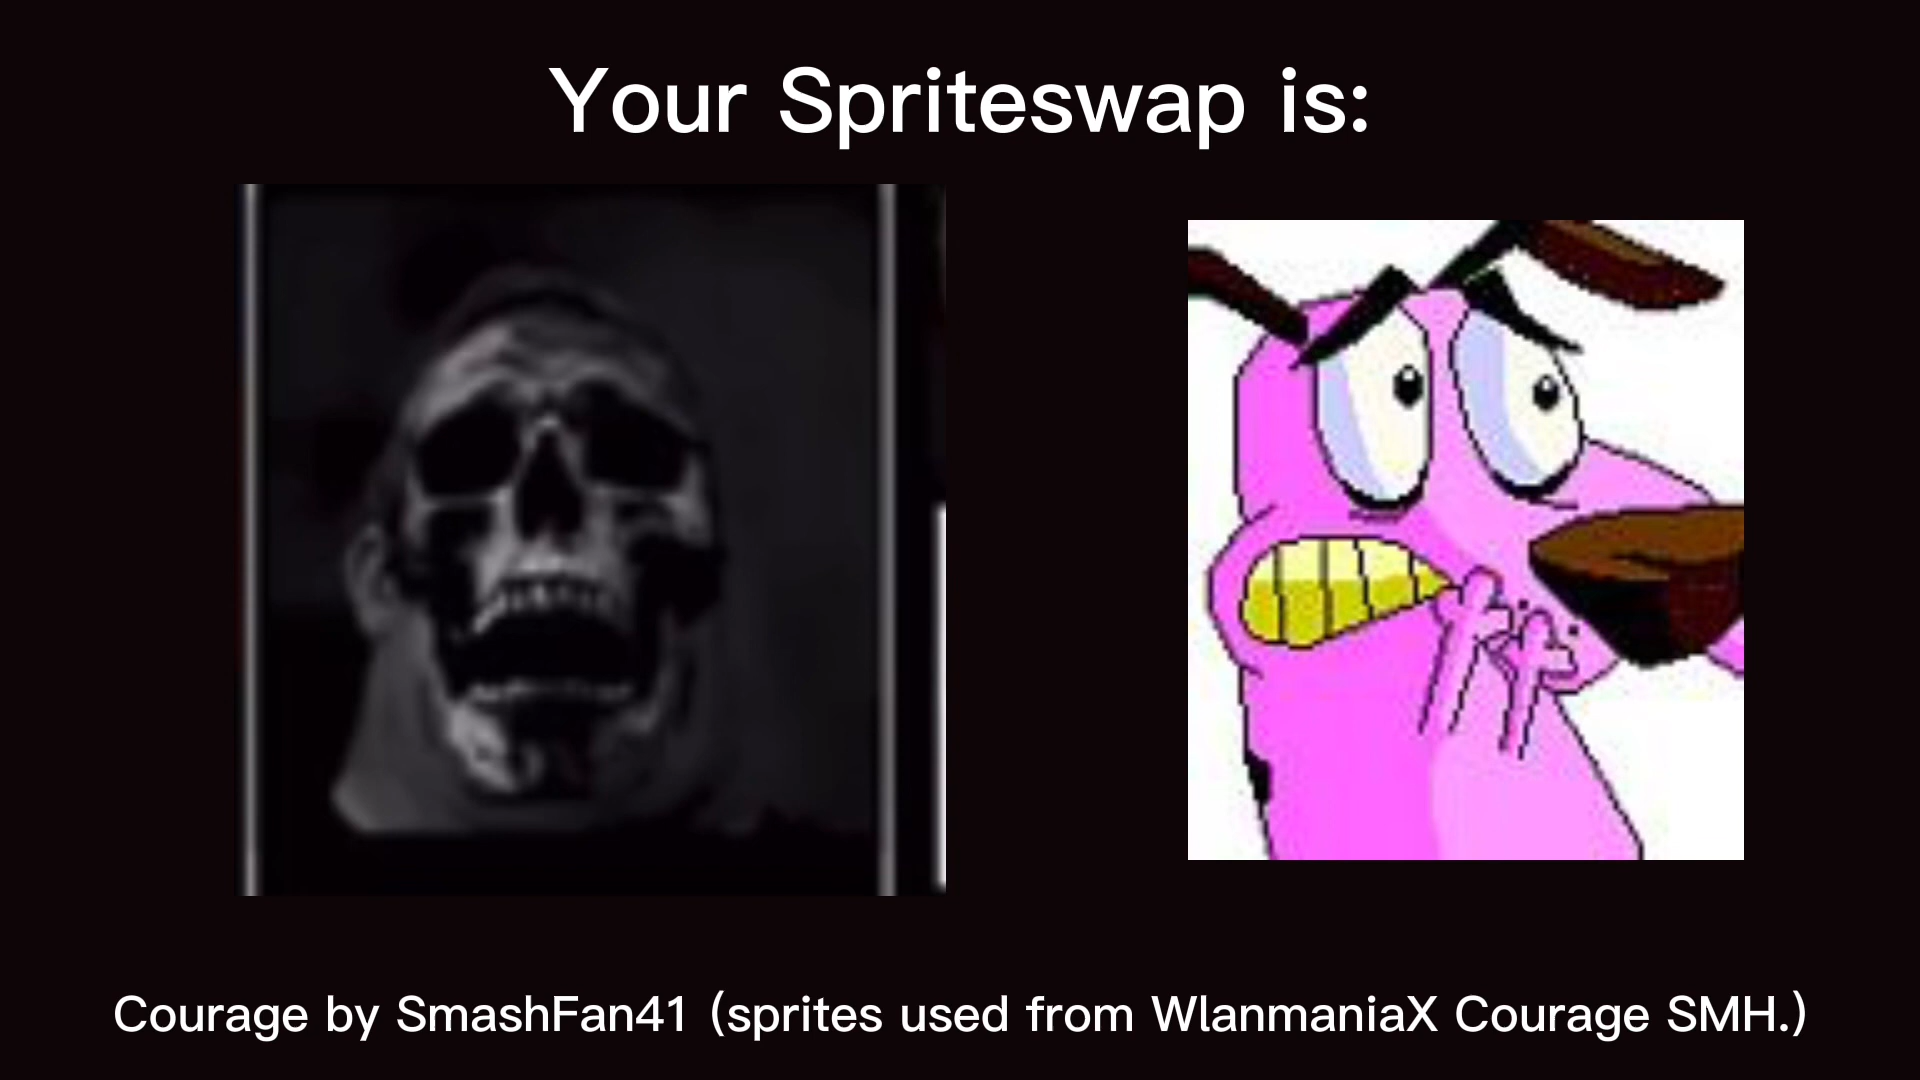 Your Spriteswap is:
Courage by SmashFan41 (sprites used from WlanmaniaX Courage SMH.)